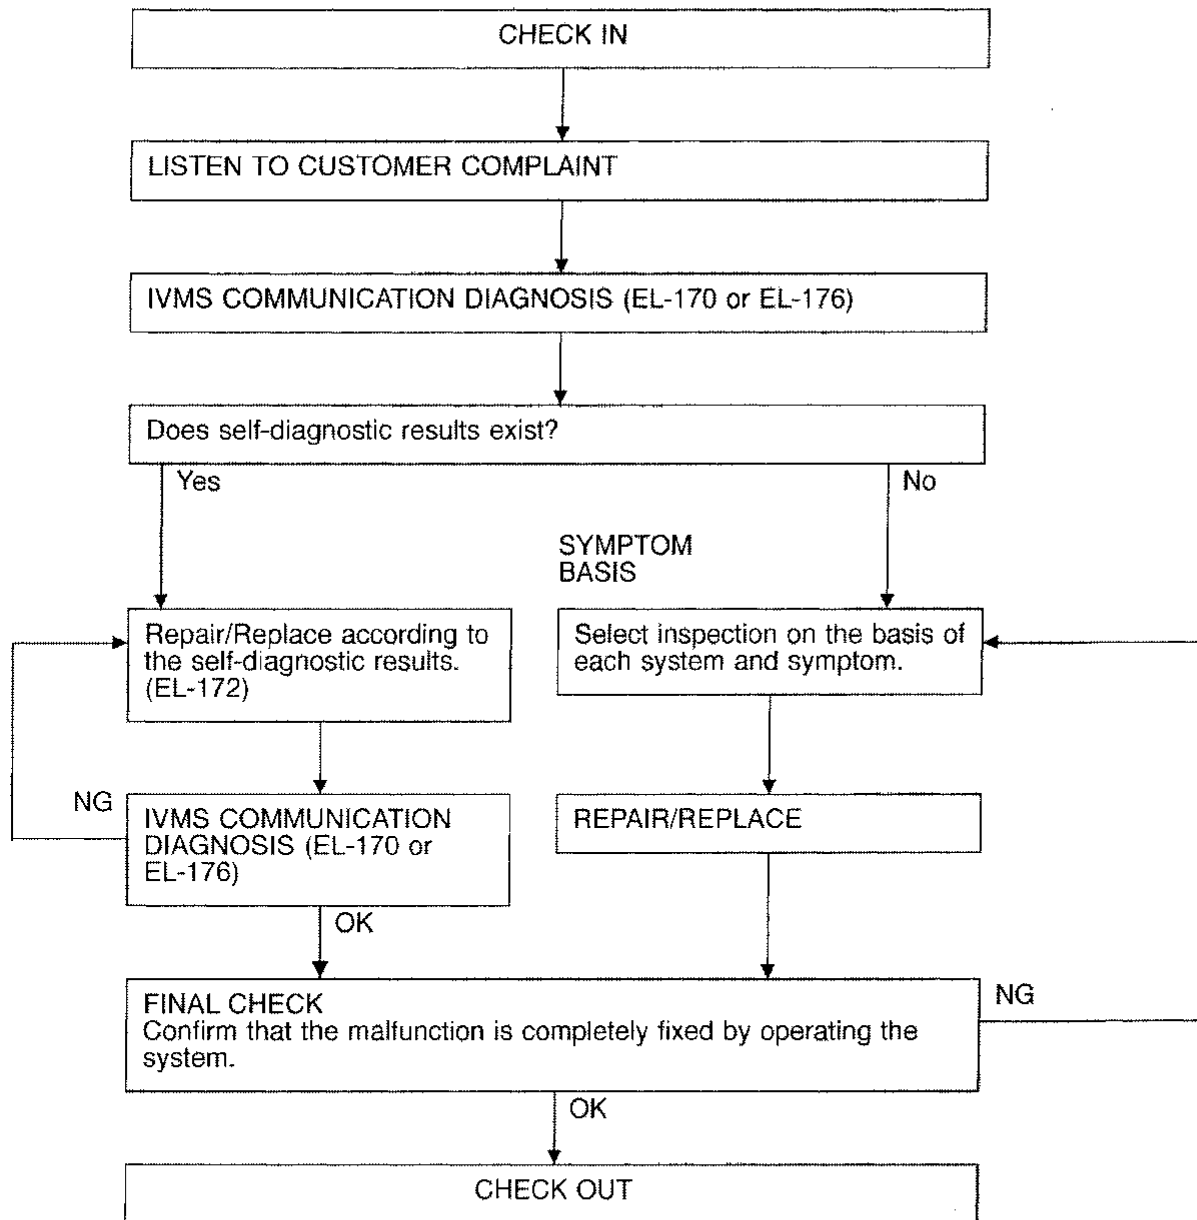 CHECK IN
LISTEN TO CUSTOMER COMPLAINT
IVMS COMMUNICATION DIAGNOSIS (EL-170 or EL-176)
Does self-diagnostic results exist?
Yes
No
SYMPTOM
BASIS
Repair/Replace according to
the self-diagnostic results.
(EL-172)
Select inspection on the basis of
each system and symptom.
NG
IVMS COMMUNICATION
DIAGNOSIS (EL-170 or
EL-176)
REPAIR/REPLACE
OK
FINAL CHECK
Confirm that the malfunction is completely fixed by operating the
system.
NG
OK
CHECK OUT